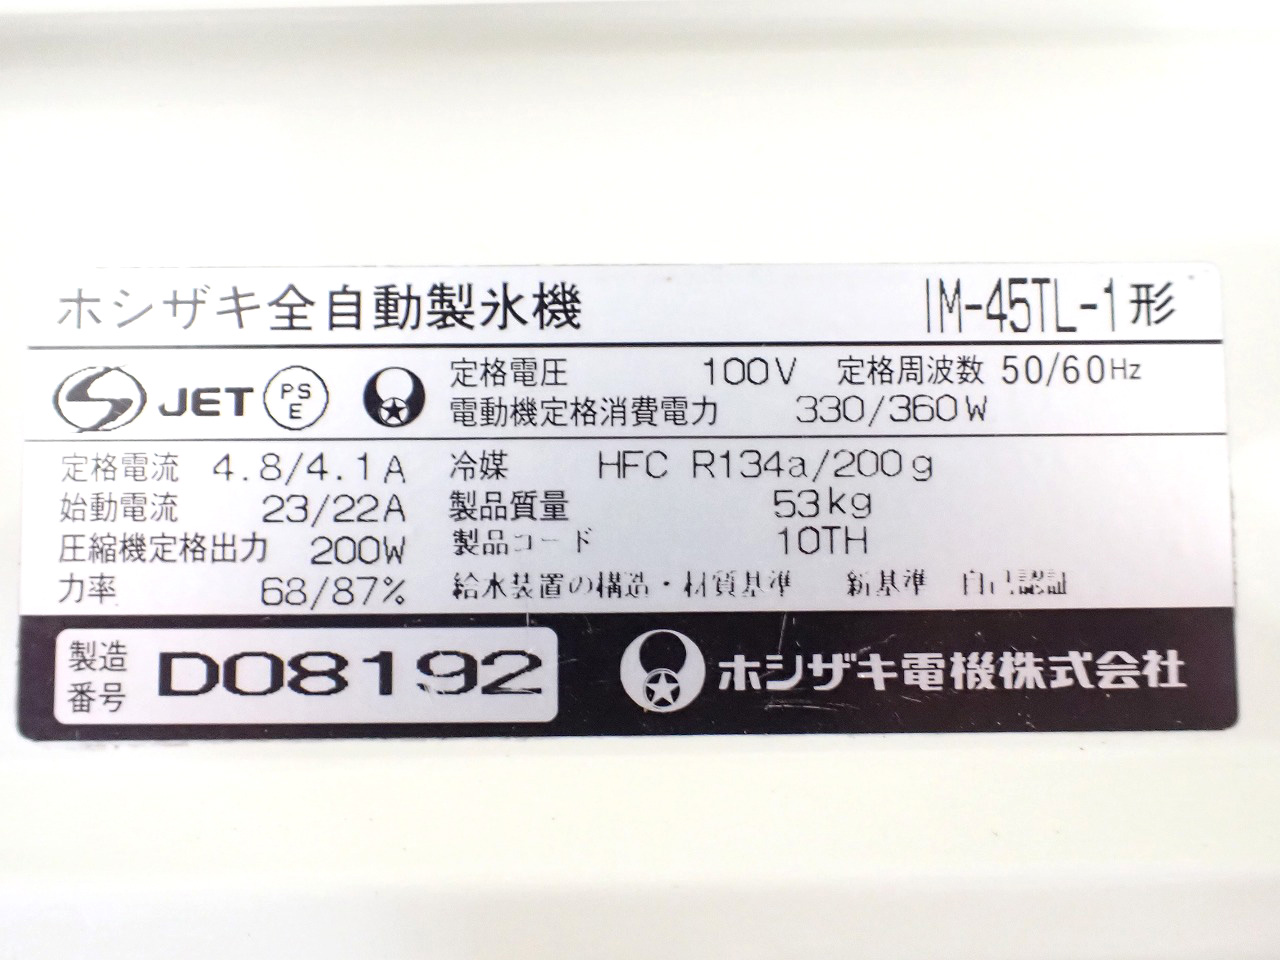 ホシザキ全自動製氷機 IM-45TL-1形
JET PSE 定格電圧 100V 定格周波数 50/60Hz
電動機定格消費電力 330/360W
定格電流 4.8/4.1A 冷媒 HFC R134a/200g
始動電流 23/22A 製品質量 53kg
圧縮機定格出力 200W 製品コード 10TH
力率 68/87% 給水装置の構造・材質基準 新基準 自己認証
製造番号 D08192 ホシザキ電機株式会社